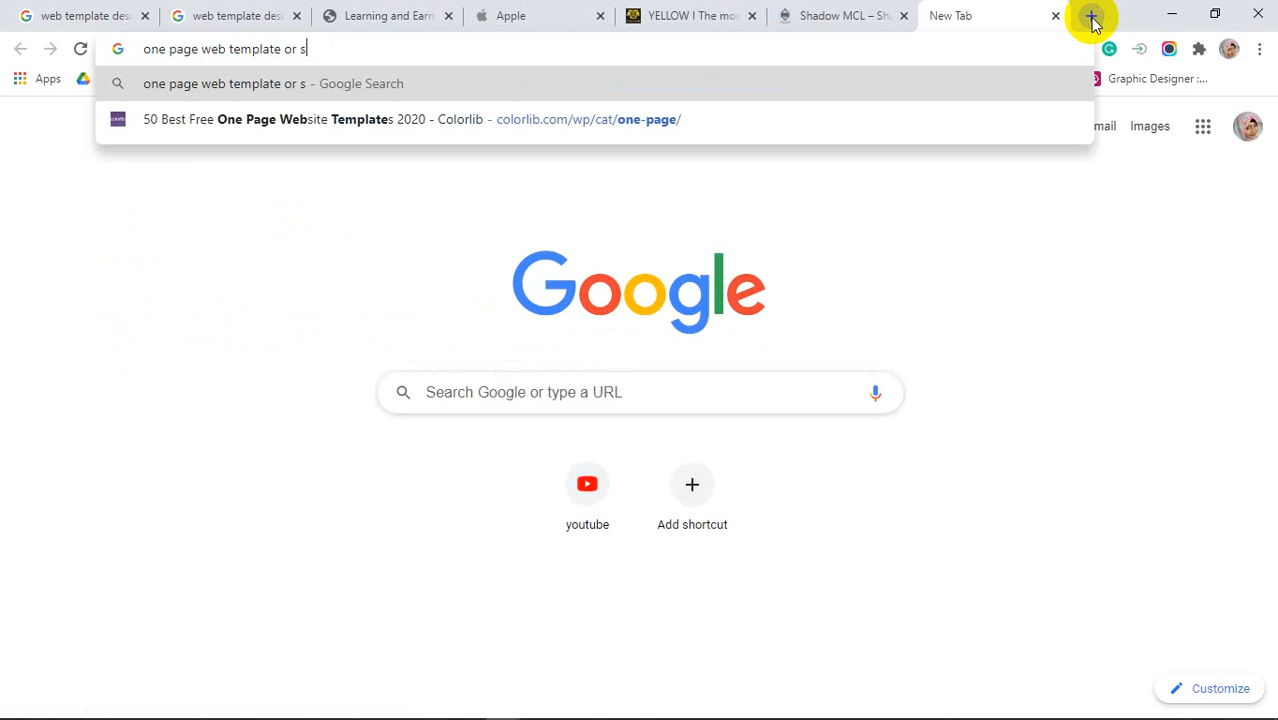 web template des
web template desi
Learning and Earn
Apple
YELLOW I The mos
Shadow MCL – Sha
New Tab
one page web template or s
Apps
Graphic Designer :...
one page web template or s - Google Search
50 Best Free One Page Website Templates 2020 - Colorlib - colorlib.com/wp/cat/one-page/
mail Images
Google
Search Google or type a URL
youtube
Add shortcut
Customize